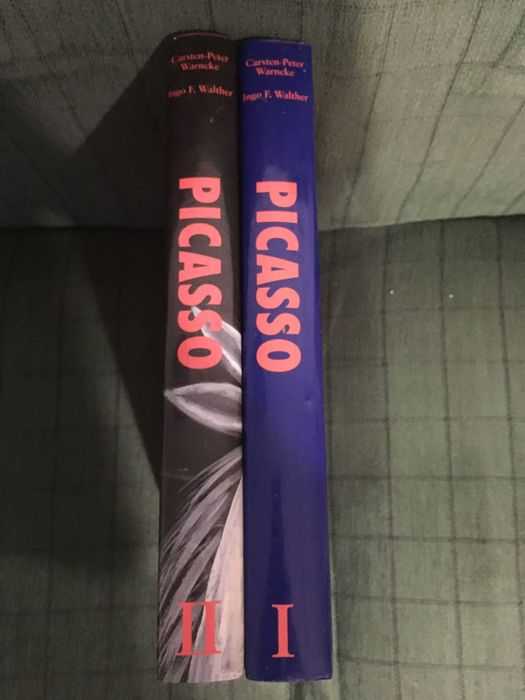 Carsten-Peter
Warncke
Ingo F. Walther
PICASSO
II
Carsten-Peter
Warncke
Ingo F. Walther
PICASSO
I